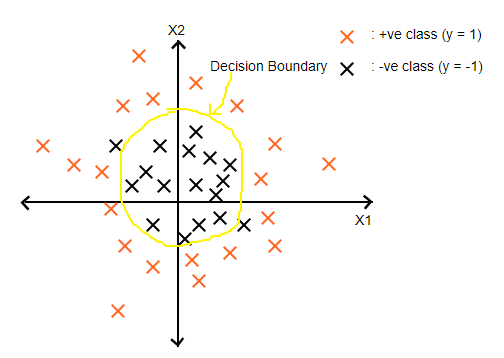 X2
: +ve class (y = 1)
Decision Boundary
: -ve class (y = -1)
X1